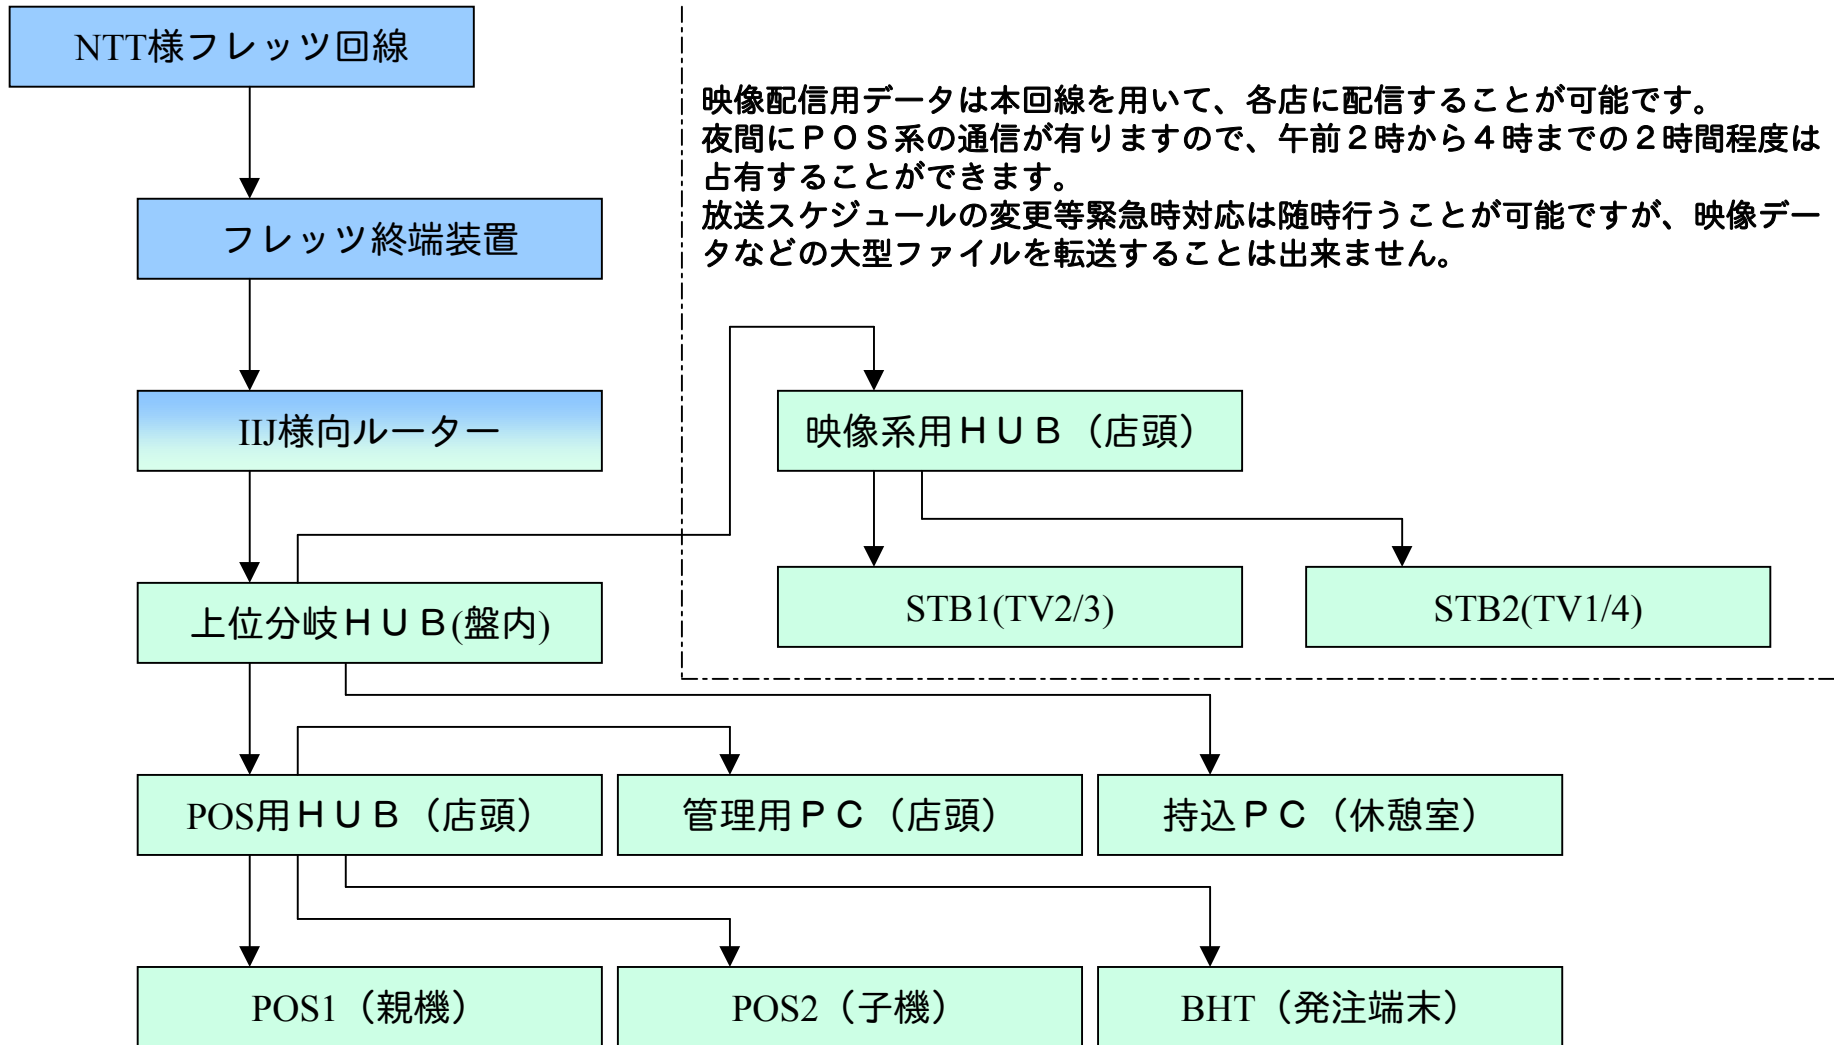 NTT様フレッツ回線
映像配信用データは本回線を用いて、各店に配信することが可能です。
夜間にＰＯＳ系の通信が有りますので、午前２時から４時までの２時間程度は
占有することができます。
放送スケジュールの変更等緊急時対応は随時行うことが可能ですが、映像デー
タなどの大型ファイルを転送することは出来ません。
フレッツ終端装置
IIJ様向ルーター
映像系用ＨＵＢ（店頭）
上位分岐ＨＵＢ(盤内)
STB1(TV2/3)
STB2(TV1/4)
POS用ＨＵＢ（店頭）
管理用ＰＣ（店頭）
持込ＰＣ（休憩室）
POS1（親機）
POS2（子機）
BHT（発注端末）